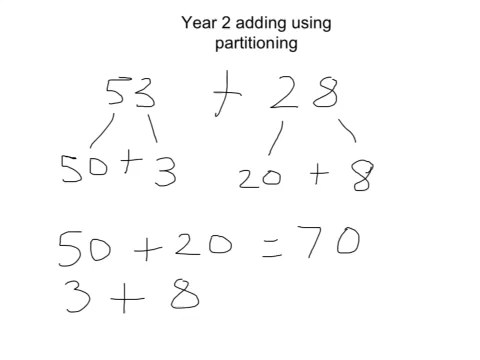 Year 2 adding using
partitioning
53 + 28
50 + 3 20 + 8
50 + 20 = 70
3 + 8